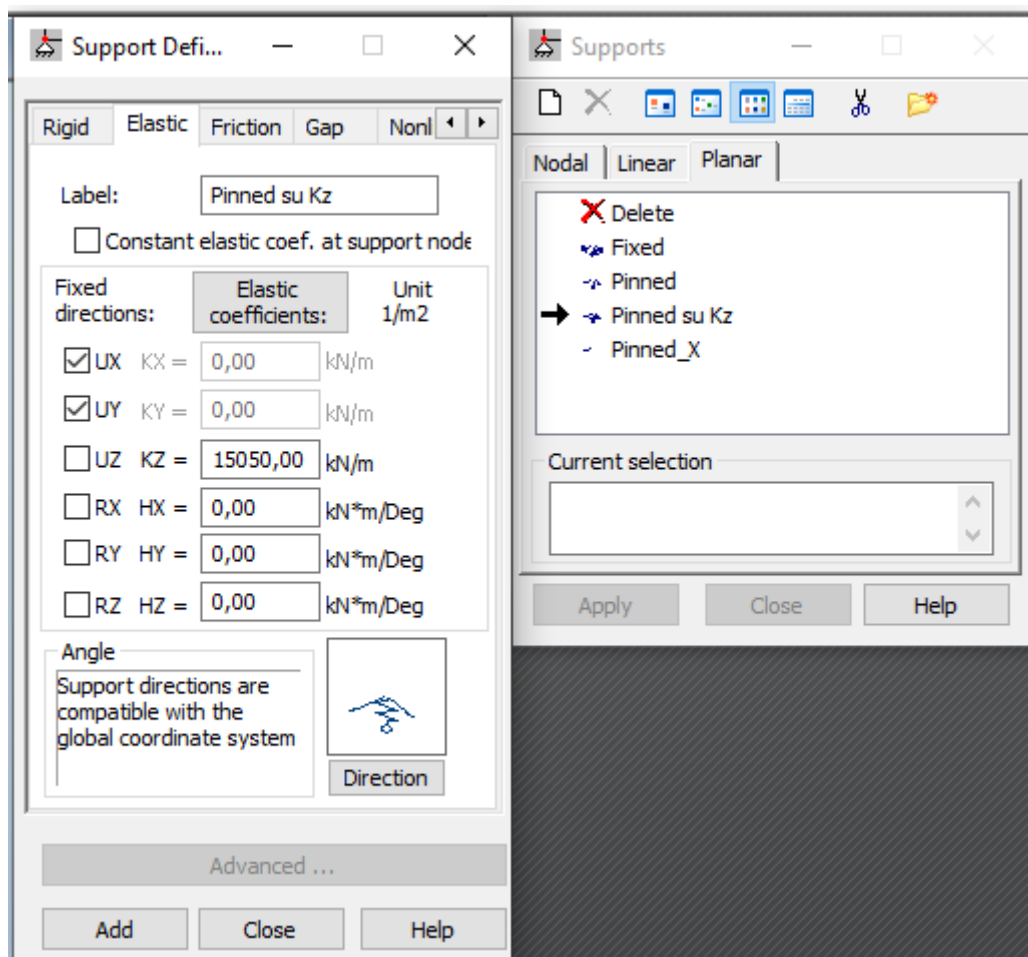 Support Defi...
Rigid Elastic Friction Gap Nonl
Label: Pinned su Kz
Constant elastic coef. at support node
Fixed directions:
Elastic coefficients:
Unit 1/m2
UX KX = 0,00 kN/m
UY KY = 0,00 kN/m
UZ KZ = 15050,00 kN/m
RX HX = 0,00 kN*m/Deg
RY HY = 0,00 kN*m/Deg
RZ HZ = 0,00 kN*m/Deg
Angle
Support directions are
compatible with the
global coordinate system
Direction
Advanced ...
Add Close Help
Supports
Nodal Linear Planar
Delete
Fixed
Pinned
Pinned su Kz
Pinned_X
Current selection
Apply Close Help